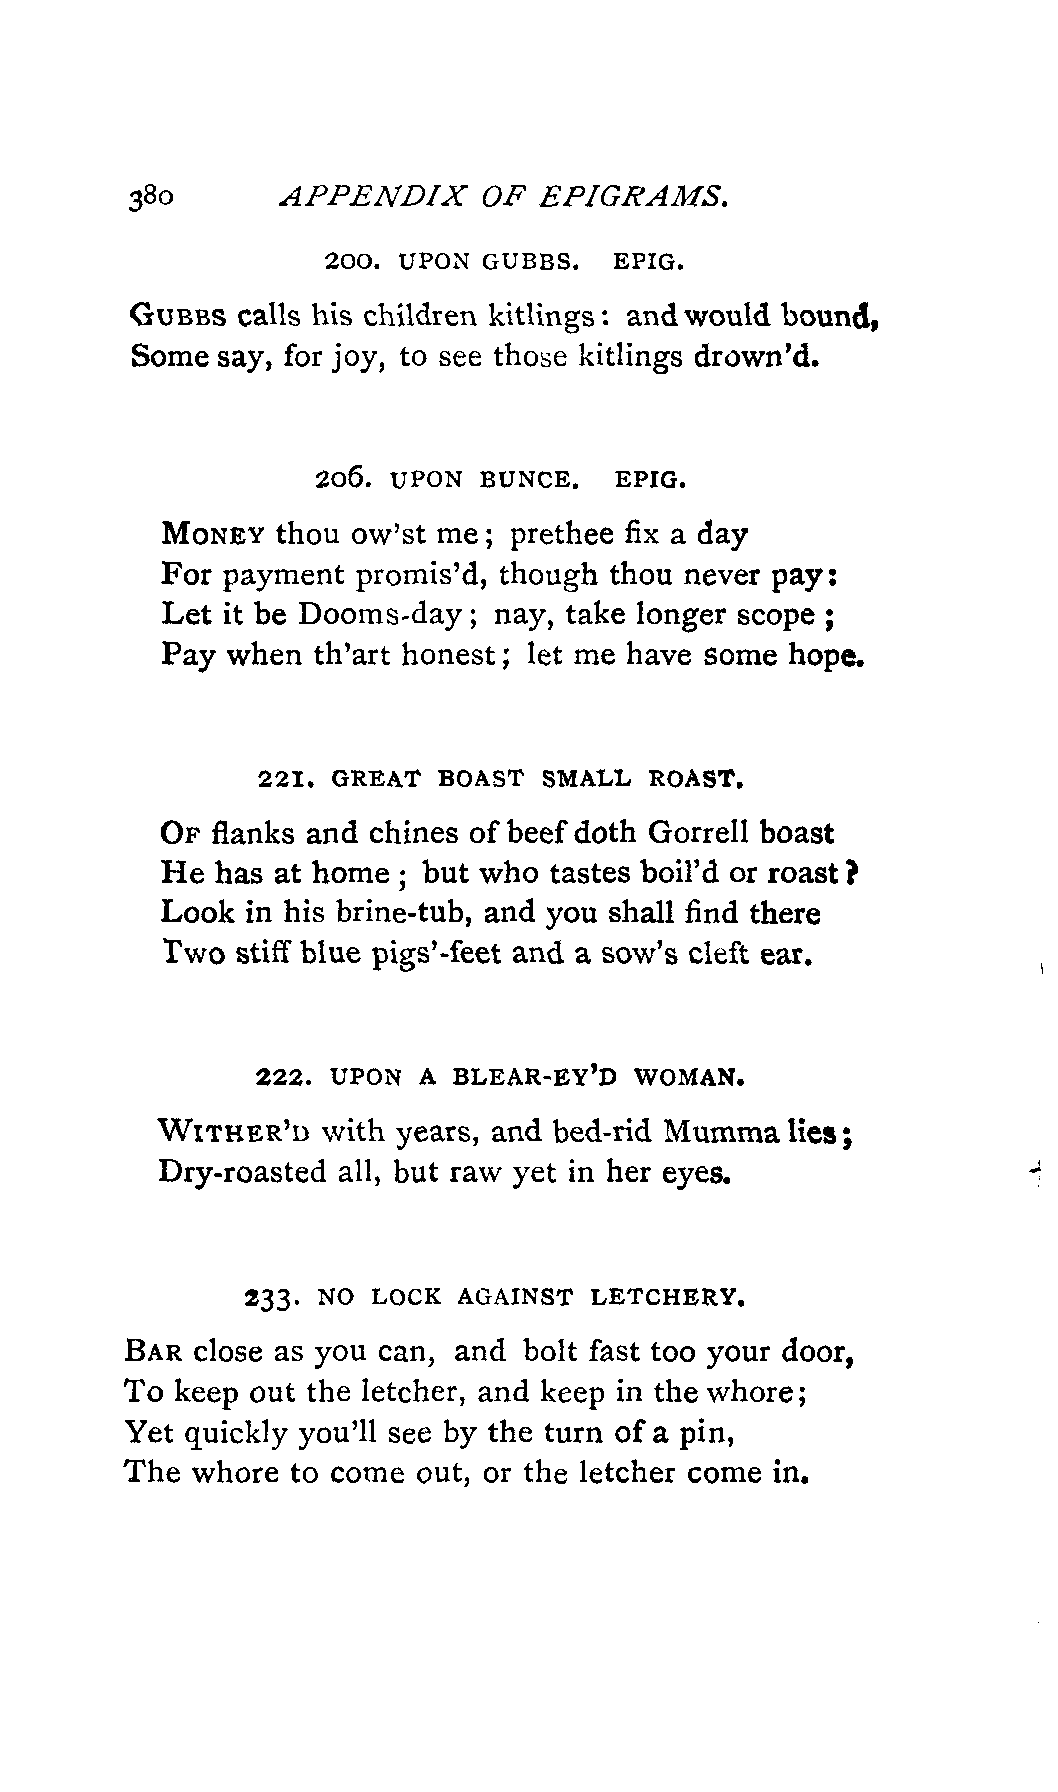 380 APPENDIX OF EPIGRAMS.
200. UPON GUBBS. EPIG.
GUBBS calls his children kitlings: and would bound,
Some say, for joy, to see those kitlings drown'd.
206. UPON BUNCE. EPIG.
MONEY thou ow'st me; prethee fix a day
For payment promis'd, though thou never pay:
Let it be Dooms-day; nay, take longer scope;
Pay when th'art honest; let me have some hope.
221. GREAT BOAST SMALL ROAST.
OF flanks and chines of beef doth Gorrell boast
He has at home; but who tastes boil'd or roast?
Look in his brine-tub, and you shall find there
Two stiff blue pigs'-feet and a sow's cleft ear.
222. UPON A BLEAR-EY'D WOMAN.
WITHER'D with years, and bed-rid Mumma lies;
Dry-roasted all, but raw yet in her eyes.
233. NO LOCK AGAINST LETCHERY.
BAR close as you can, and bolt fast too your door,
To keep out the letcher, and keep in the whore;
Yet quickly you'll see by the turn of a pin,
The whore to come out, or the letcher come in.